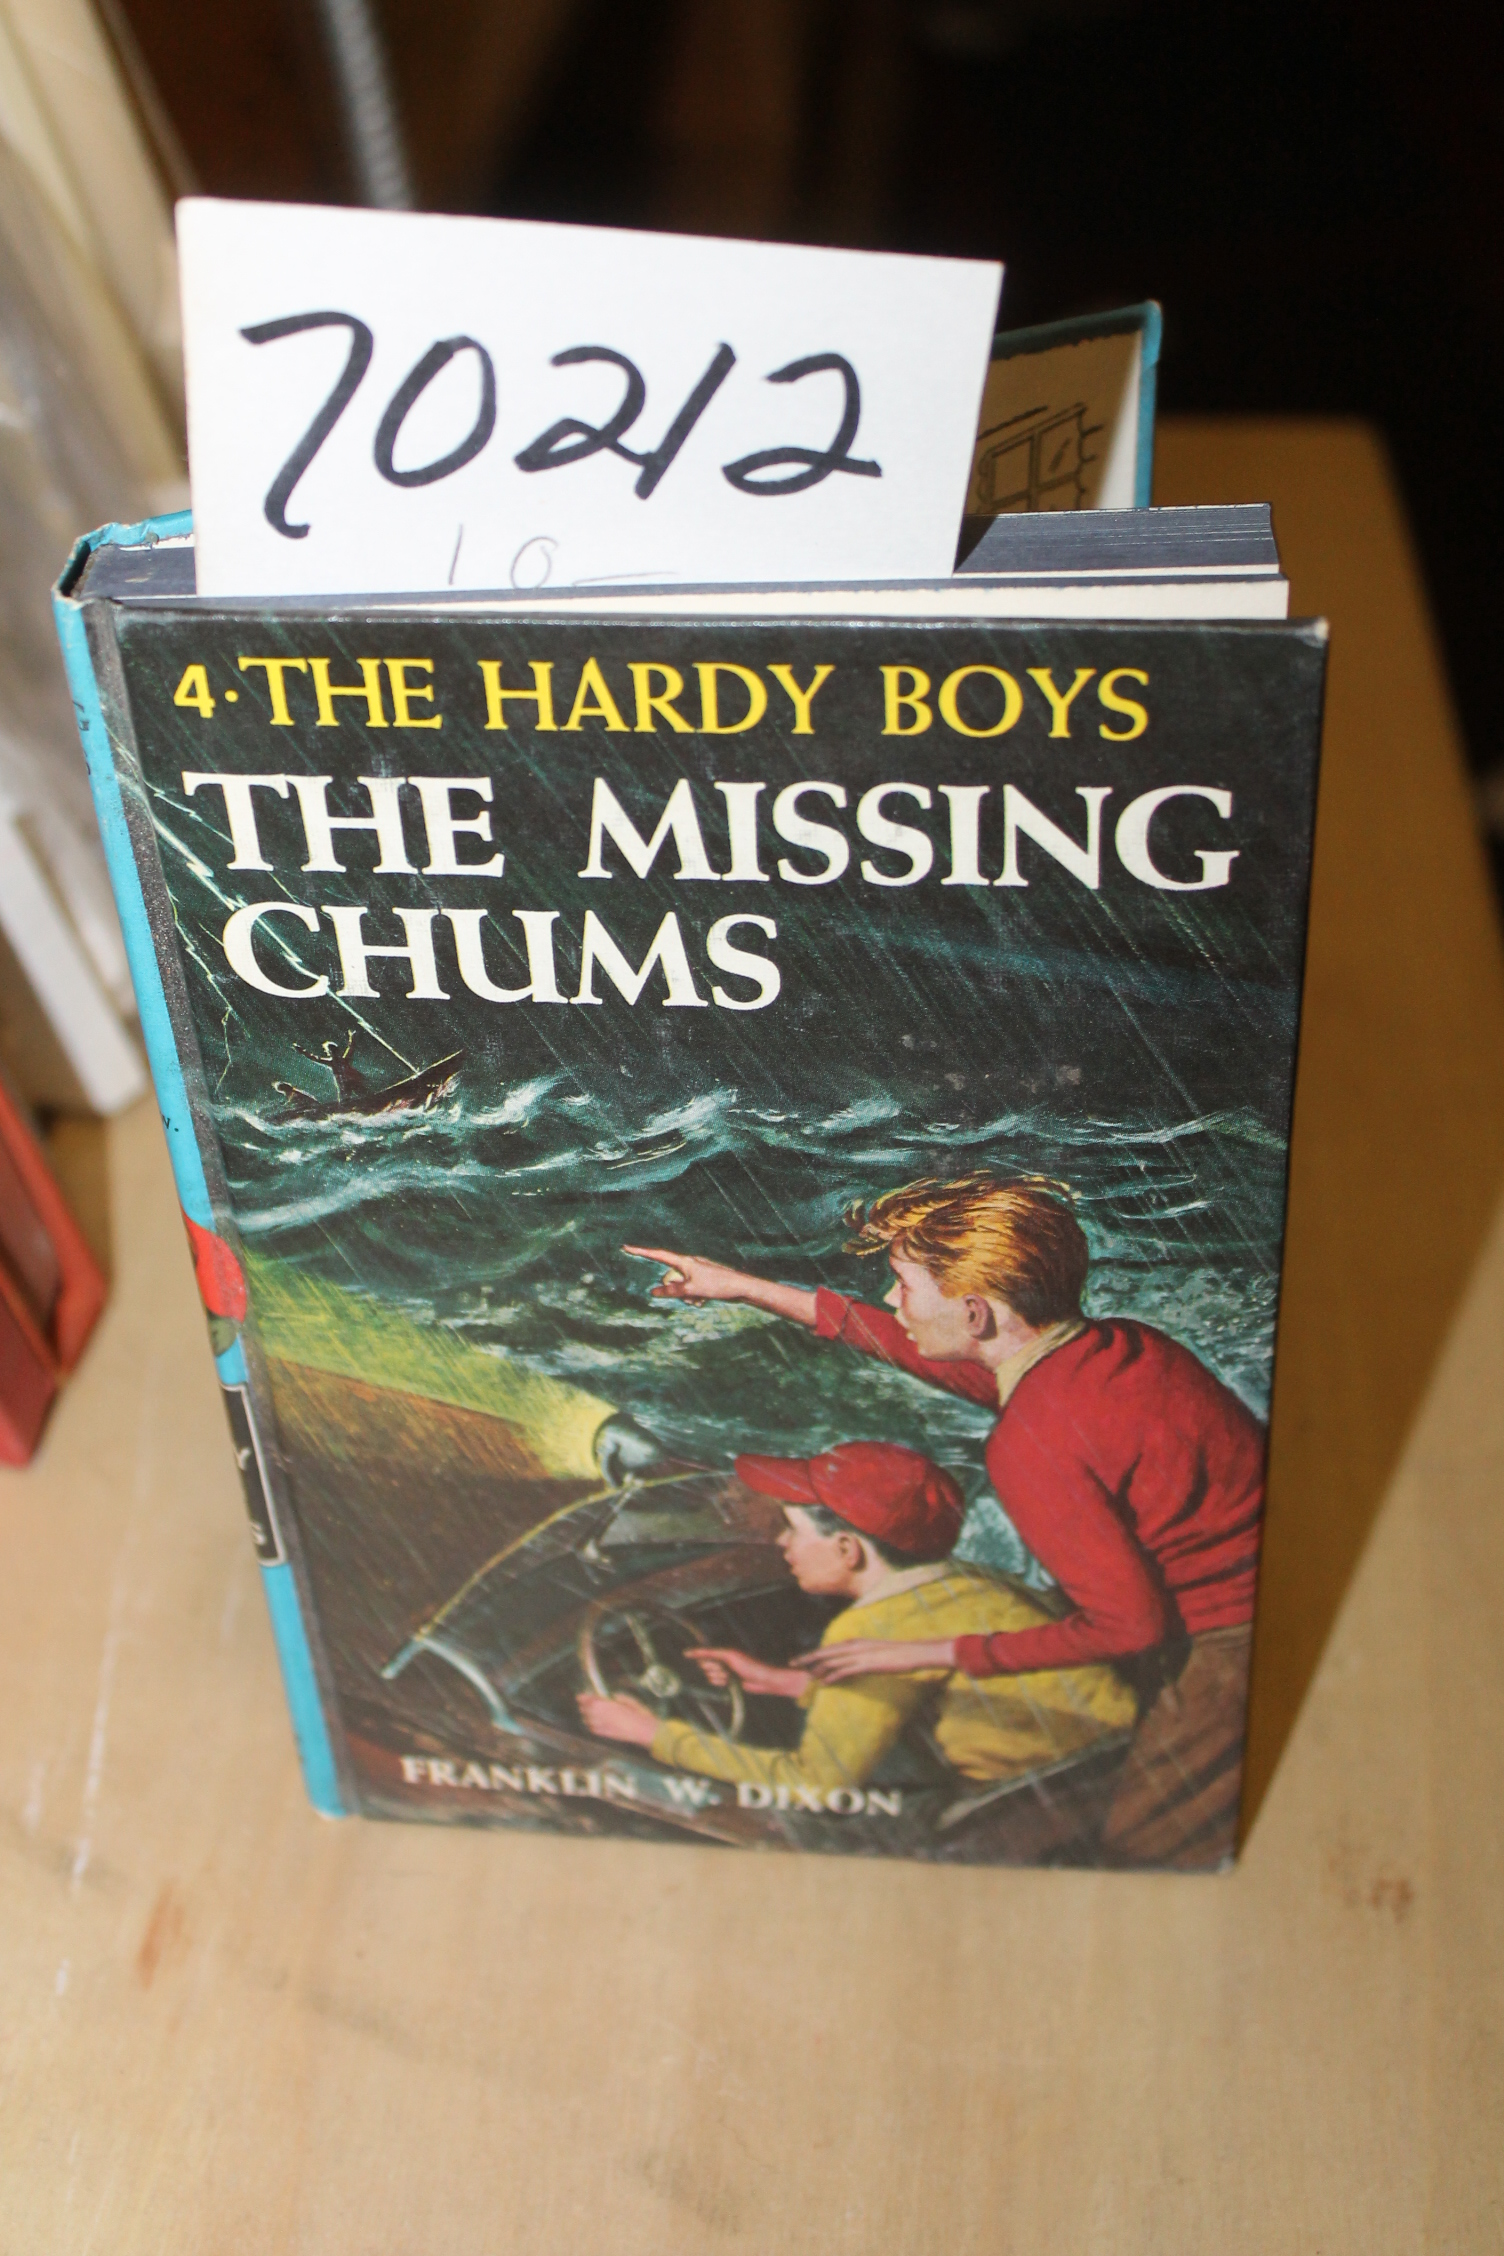 70212
10-
4·THE HARDY BOYS
THE MISSING
CHUMS
FRANKLIN W. DIXON